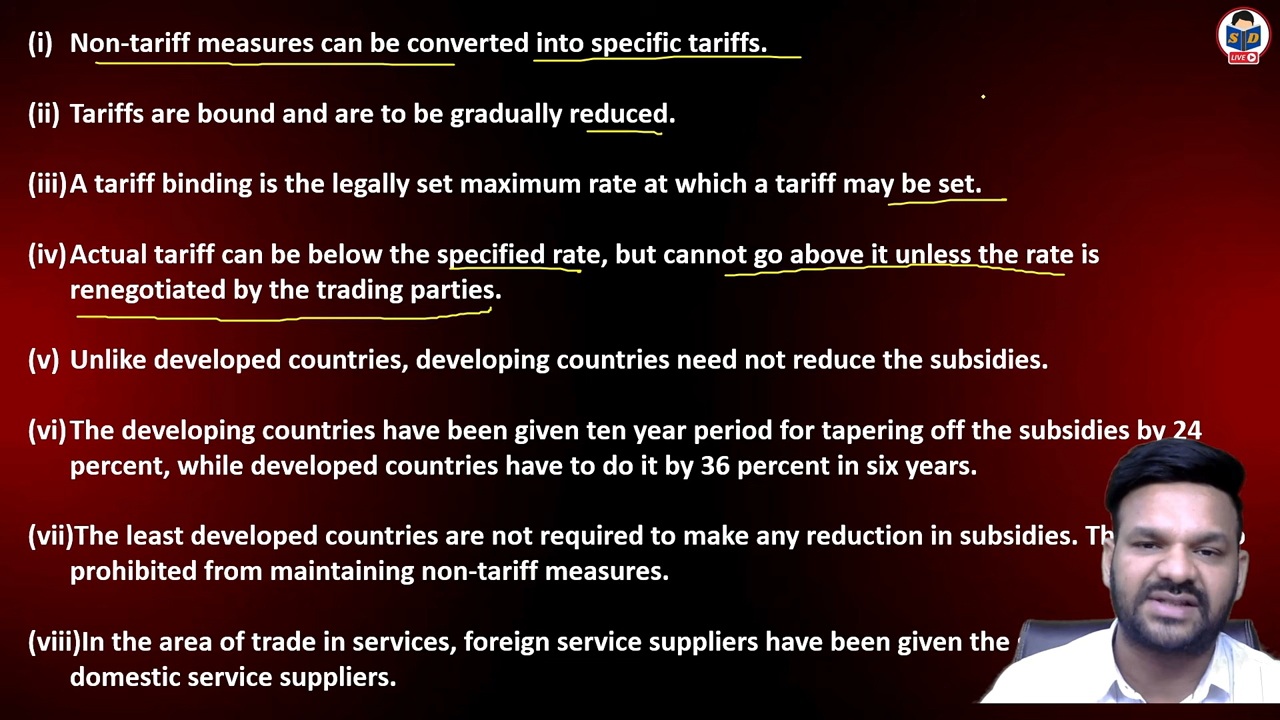 (i) Non-tariff measures can be converted into specific tariffs.
(ii) Tariffs are bound and are to be gradually reduced.
(iii) A tariff binding is the legally set maximum rate at which a tariff may be set.
(iv) Actual tariff can be below the specified rate, but cannot go above it unless the rate is
renegotiated by the trading parties.
(v) Unlike developed countries, developing countries need not reduce the subsidies.
(vi) The developing countries have been given ten year period for tapering off the subsidies by 24
percent, while developed countries have to do it by 36 percent in six years.
(vii)The least developed countries are not required to make any reduction in subsidies.
prohibited from maintaining non-tariff measures.
(viii)In the area of trade in services, foreign service suppliers have been given the
domestic service suppliers.
S D
LIVE